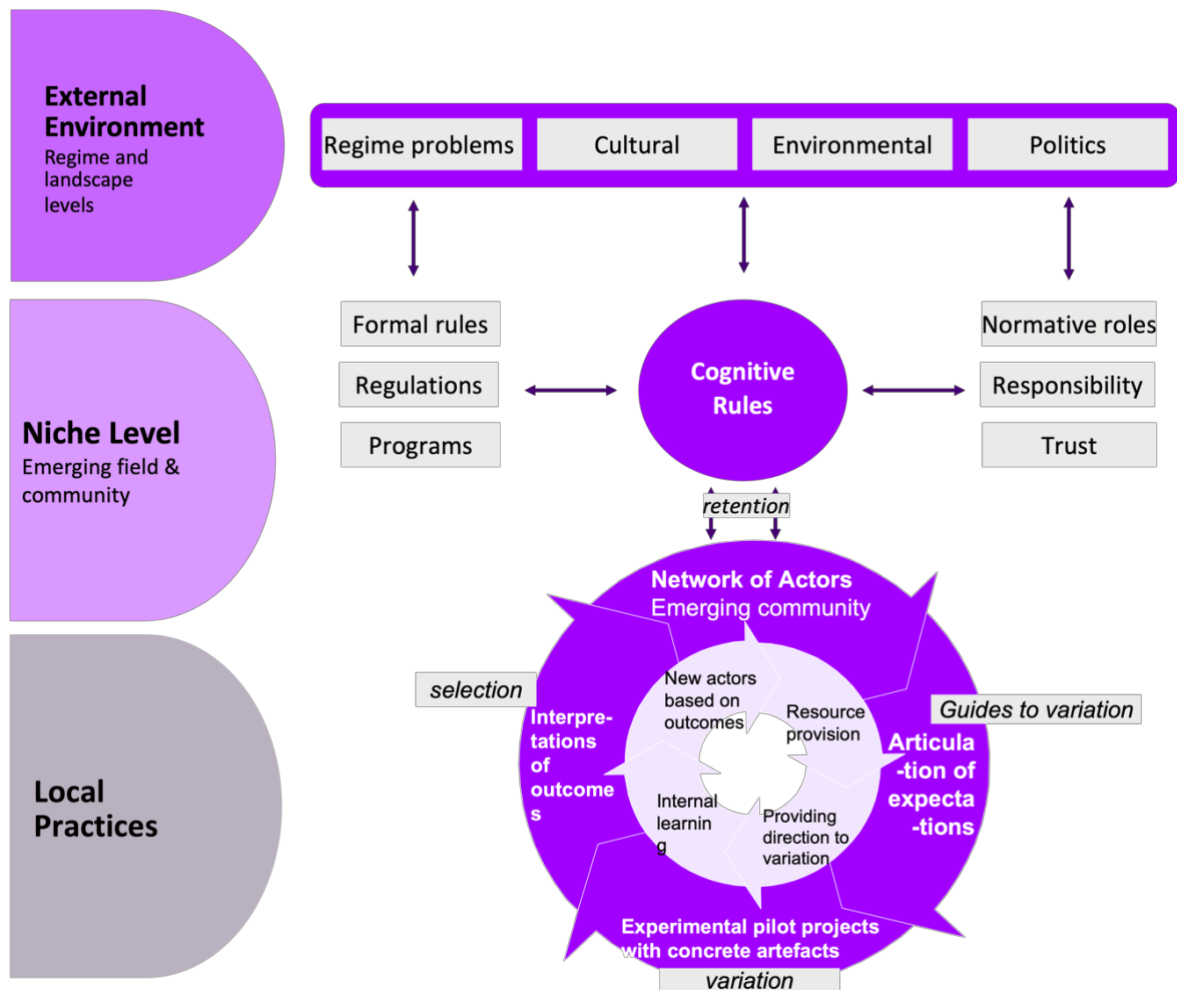 External
Environment
Regime and
landscape
levels
Regime problems
Cultural
Environmental
Politics
Niche Level
Emerging field &
community
Formal rules
Regulations
Programs
Cognitive
Rules
Normative roles
Responsibility
Trust
retention
Local
Practices
Network of Actors
Emerging community
selection
Guides to variation
New actors
based on
outcomes
Resource
provision
Interpre-
tations
of
outcome
s
Articula
-tion of
expecta
-tions
Internal
learnin
g
Providing
direction to
variation
Experimental pilot projects
with concrete artefacts
variation